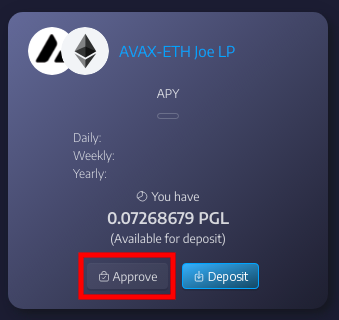 AVAX-ETH Joe LP
APY
Daily:
Weekly:
Yearly:
You have
0.07268679 PGL
(Available for deposit)
Approve
Deposit